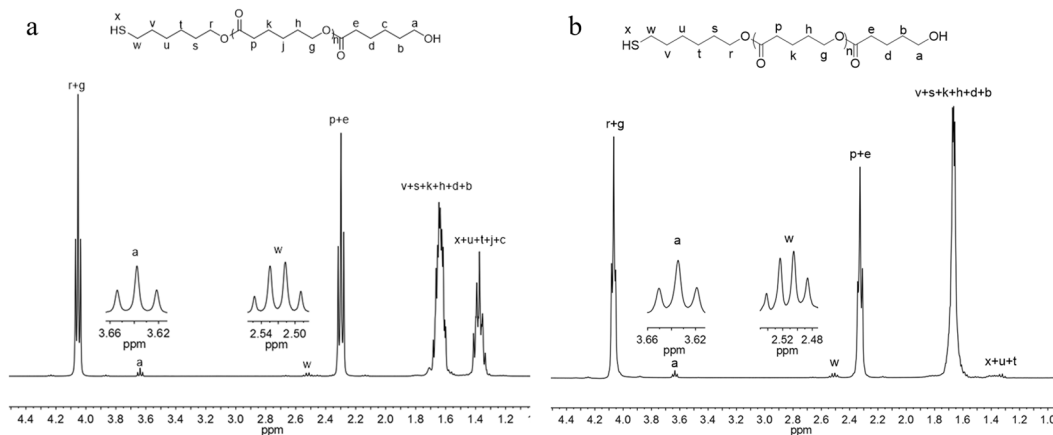 a
x
HS
w
v
u
t
s
r
O
O
p
k
j
h
g
O
n
O
e
d
c
b
a
OH
r+g
p+e
v+s+k+h+d+b
x+u+t+j+c
a
3.66 3.62
ppm
w
2.54 2.50
ppm
a
w
4.4 4.2 4.0 3.8 3.6 3.4 3.2 3.0 2.8 2.6 2.4 2.2 2.0 1.8 1.6 1.4 1.2 1.0
ppm
b
x
HS
w
v
u
t
s
r
O
O
p
k
h
g
O
n
O
e
d
b
a
OH
v+s+k+h+d+b
r+g
p+e
a
3.66 3.62
ppm
w
2.52 2.48
ppm
a
w
x+u+t
4.4 4.2 4.0 3.8 3.6 3.4 3.2 3.0 2.8 2.6 2.4 2.2 2.0 1.8 1.6 1.4 1.2 1.0
ppm